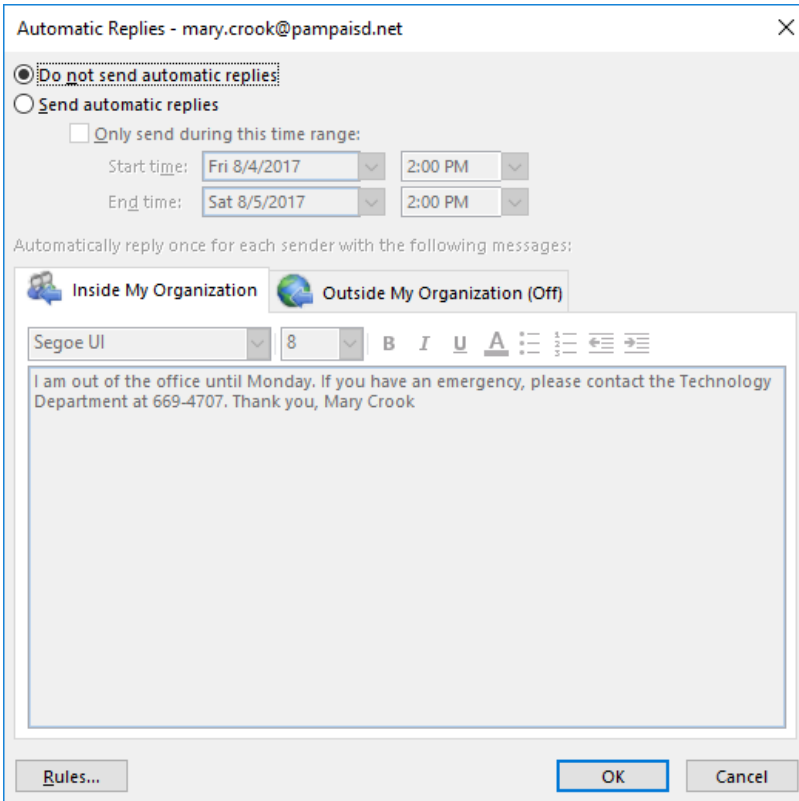 Automatic Replies - mary.crook@pampaisd.net
Do not send automatic replies
Send automatic replies
Only send during this time range:
Start time: Fri 8/4/2017 2:00 PM
End time: Sat 8/5/2017 2:00 PM
Automatically reply once for each sender with the following messages:
Inside My Organization Outside My Organization (Off)
Segoe UI 8 B I U A
I am out of the office until Monday. If you have an emergency, please contact the Technology
Department at 669-4707. Thank you, Mary Crook
Rules... OK Cancel